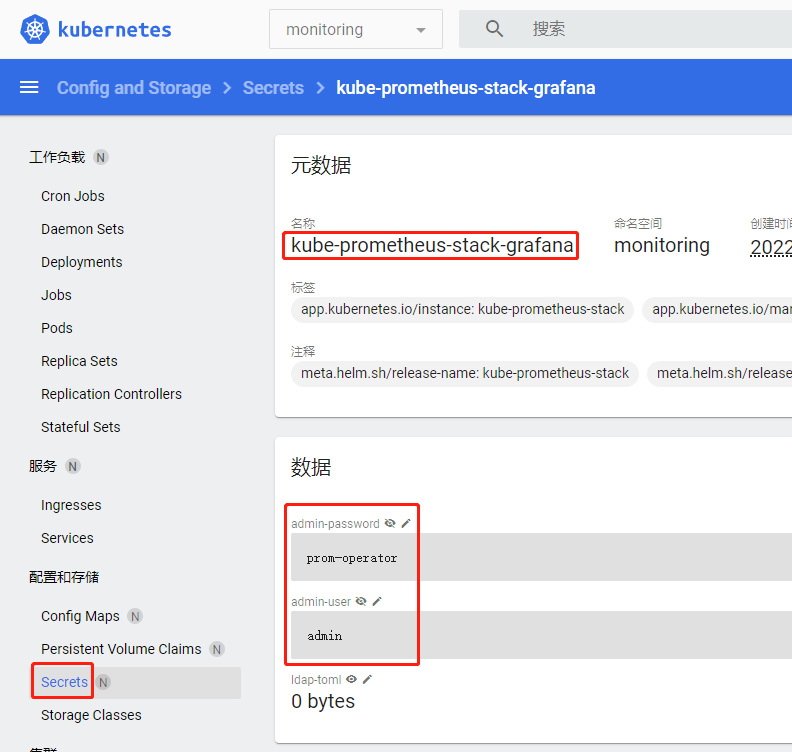 kubernetes
monitoring
搜索
Config and Storage > Secrets > kube-prometheus-stack-grafana
工作负载 N
Cron Jobs
Daemon Sets
Deployments
Jobs
Pods
Replica Sets
Replication Controllers
Stateful Sets
服务 N
Ingresses
Services
配置和存储
Config Maps N
Persistent Volume Claims N
Secrets N
Storage Classes
集群
元数据
名称
kube-prometheus-stack-grafana
命名空间
monitoring
创建时间
2022
标签
app.kubernetes.io/instance: kube-prometheus-stack
app.kubernetes.io/mar
注释
meta.helm.sh/release-name: kube-prometheus-stack
meta.helm.sh/release
数据
admin-password
prom-operator
admin-user
admin
ldap-toml
0 bytes